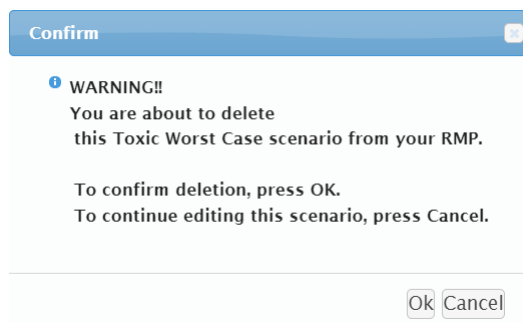 Confirm
WARNING!!
You are about to delete
this Toxic Worst Case scenario from your RMP.
To confirm deletion, press OK.
To continue editing this scenario, press Cancel.
Ok Cancel